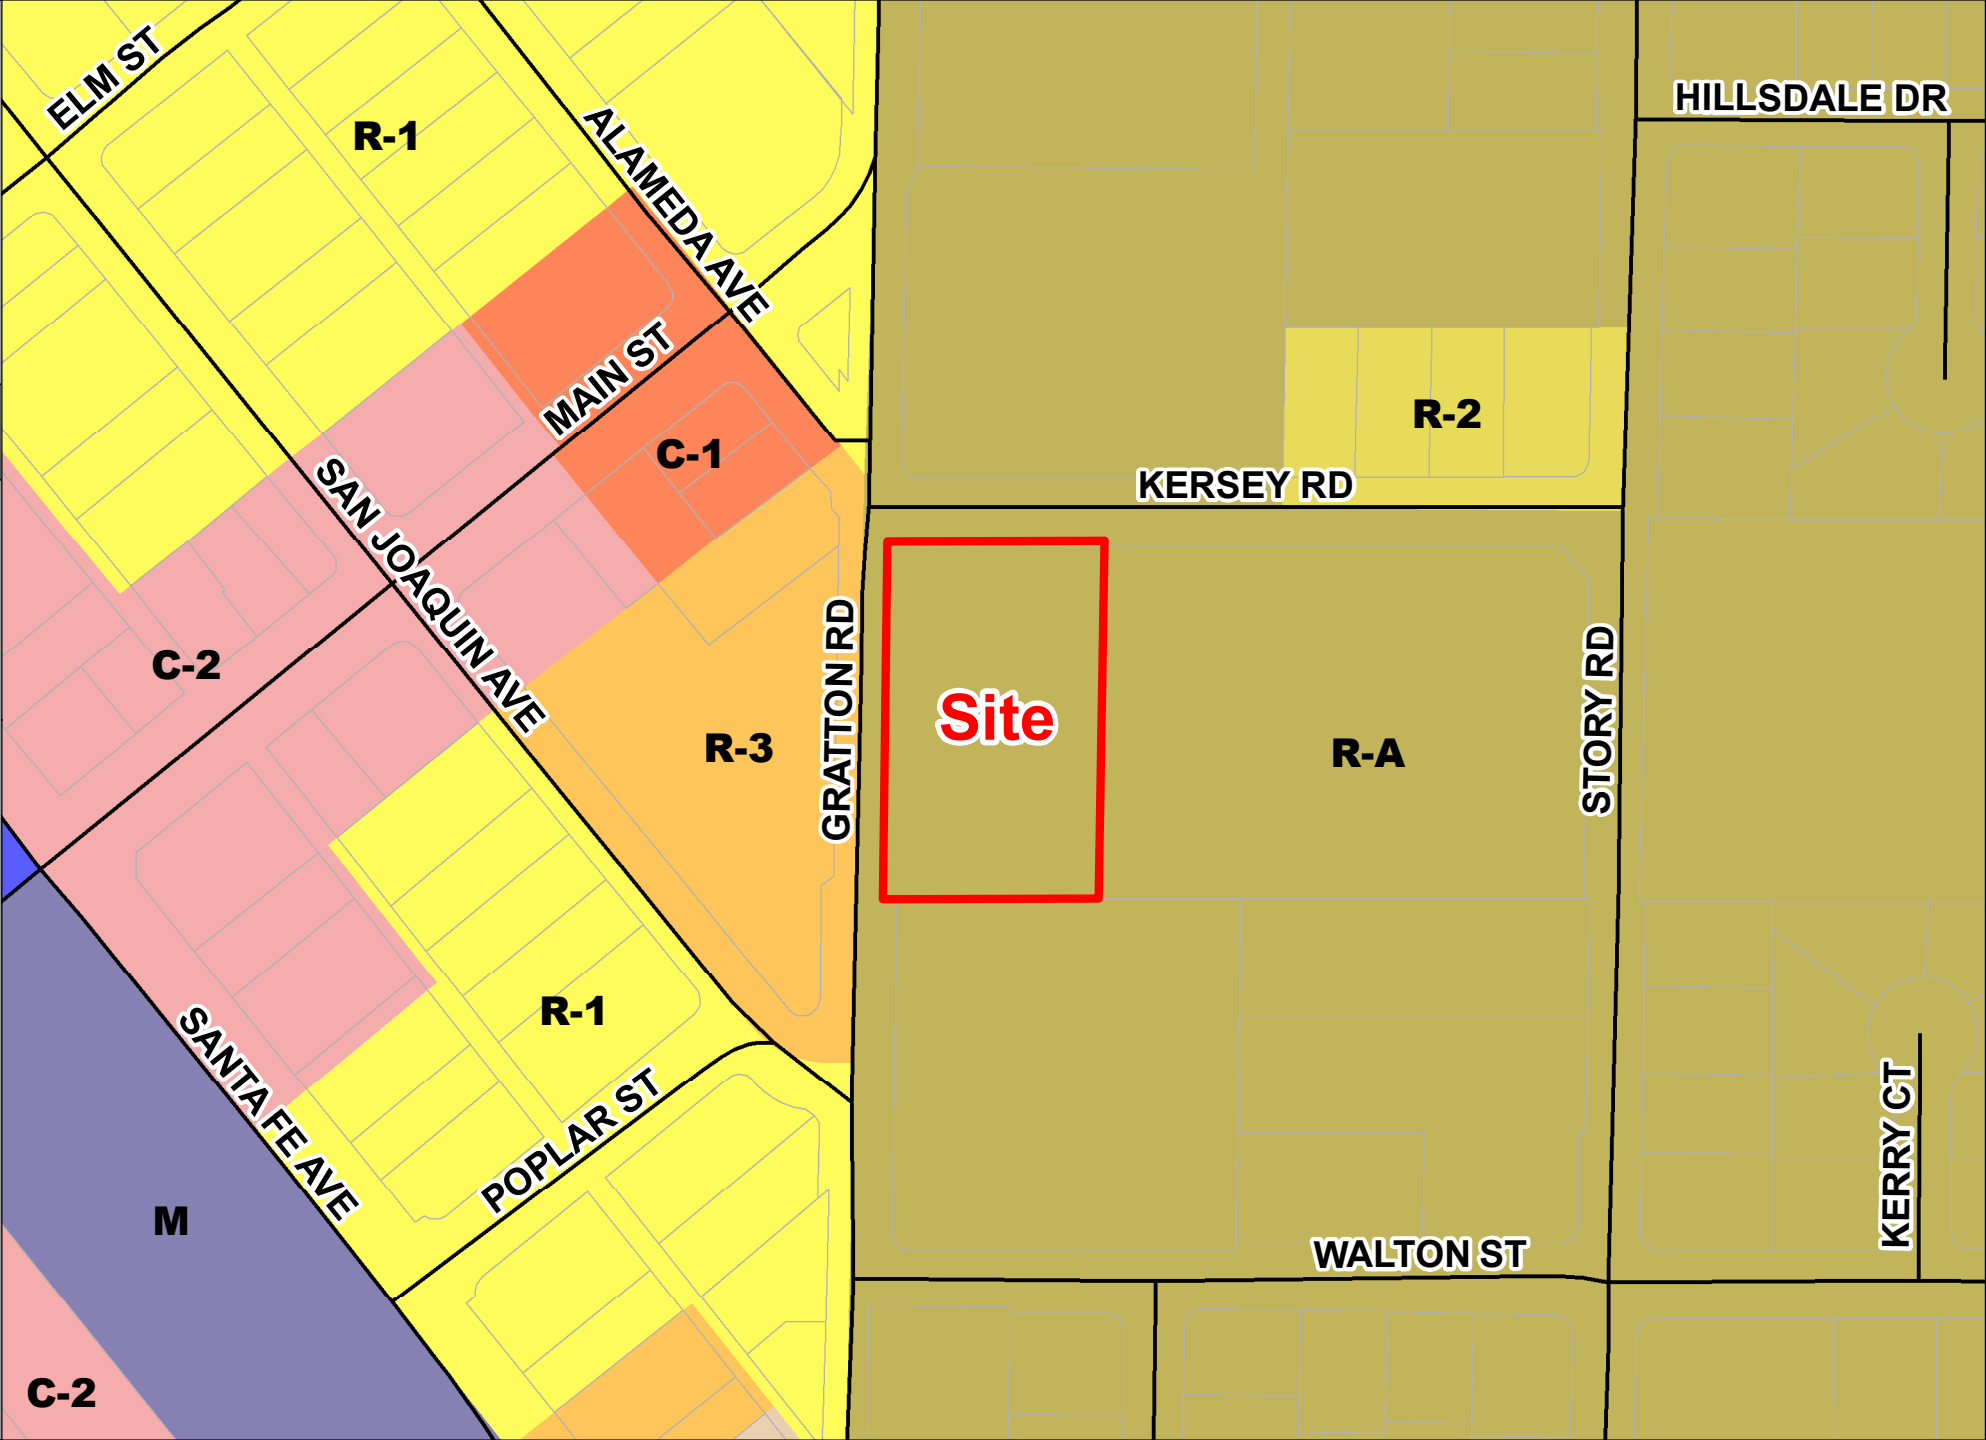 ELM ST
HILLSDALE DR
R-1
ALAMEDA AVE
MAIN ST
R-2
C-1
KERSEY RD
SAN JOAQUIN AVE
C-2
GRATTON RD
Site
STORY RD
R-3
R-A
R-1
SANTA FE AVE
POPLAR ST
KERRY CT
M
WALTON ST
C-2